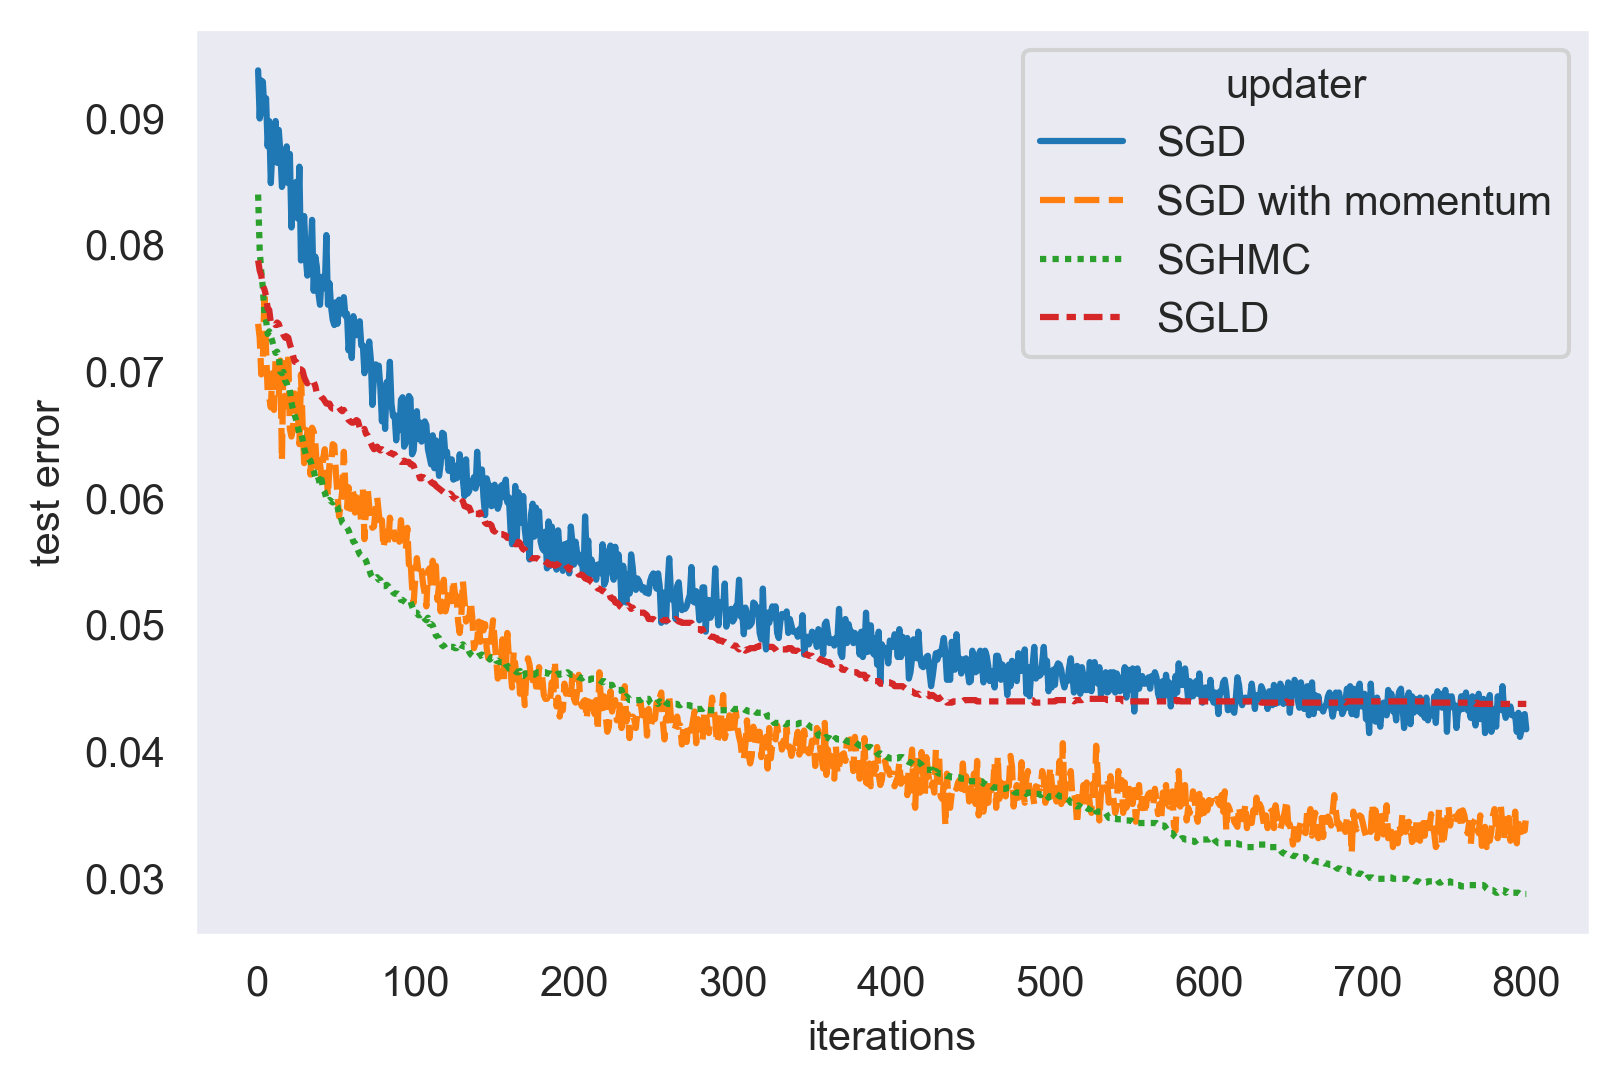 updater
SGD
SGD with momentum
SGHMC
SGLD
0.09
0.08
0.07
0.06
0.05
0.04
0.03
test error
0 100 200 300 400 500 600 700 800
iterations